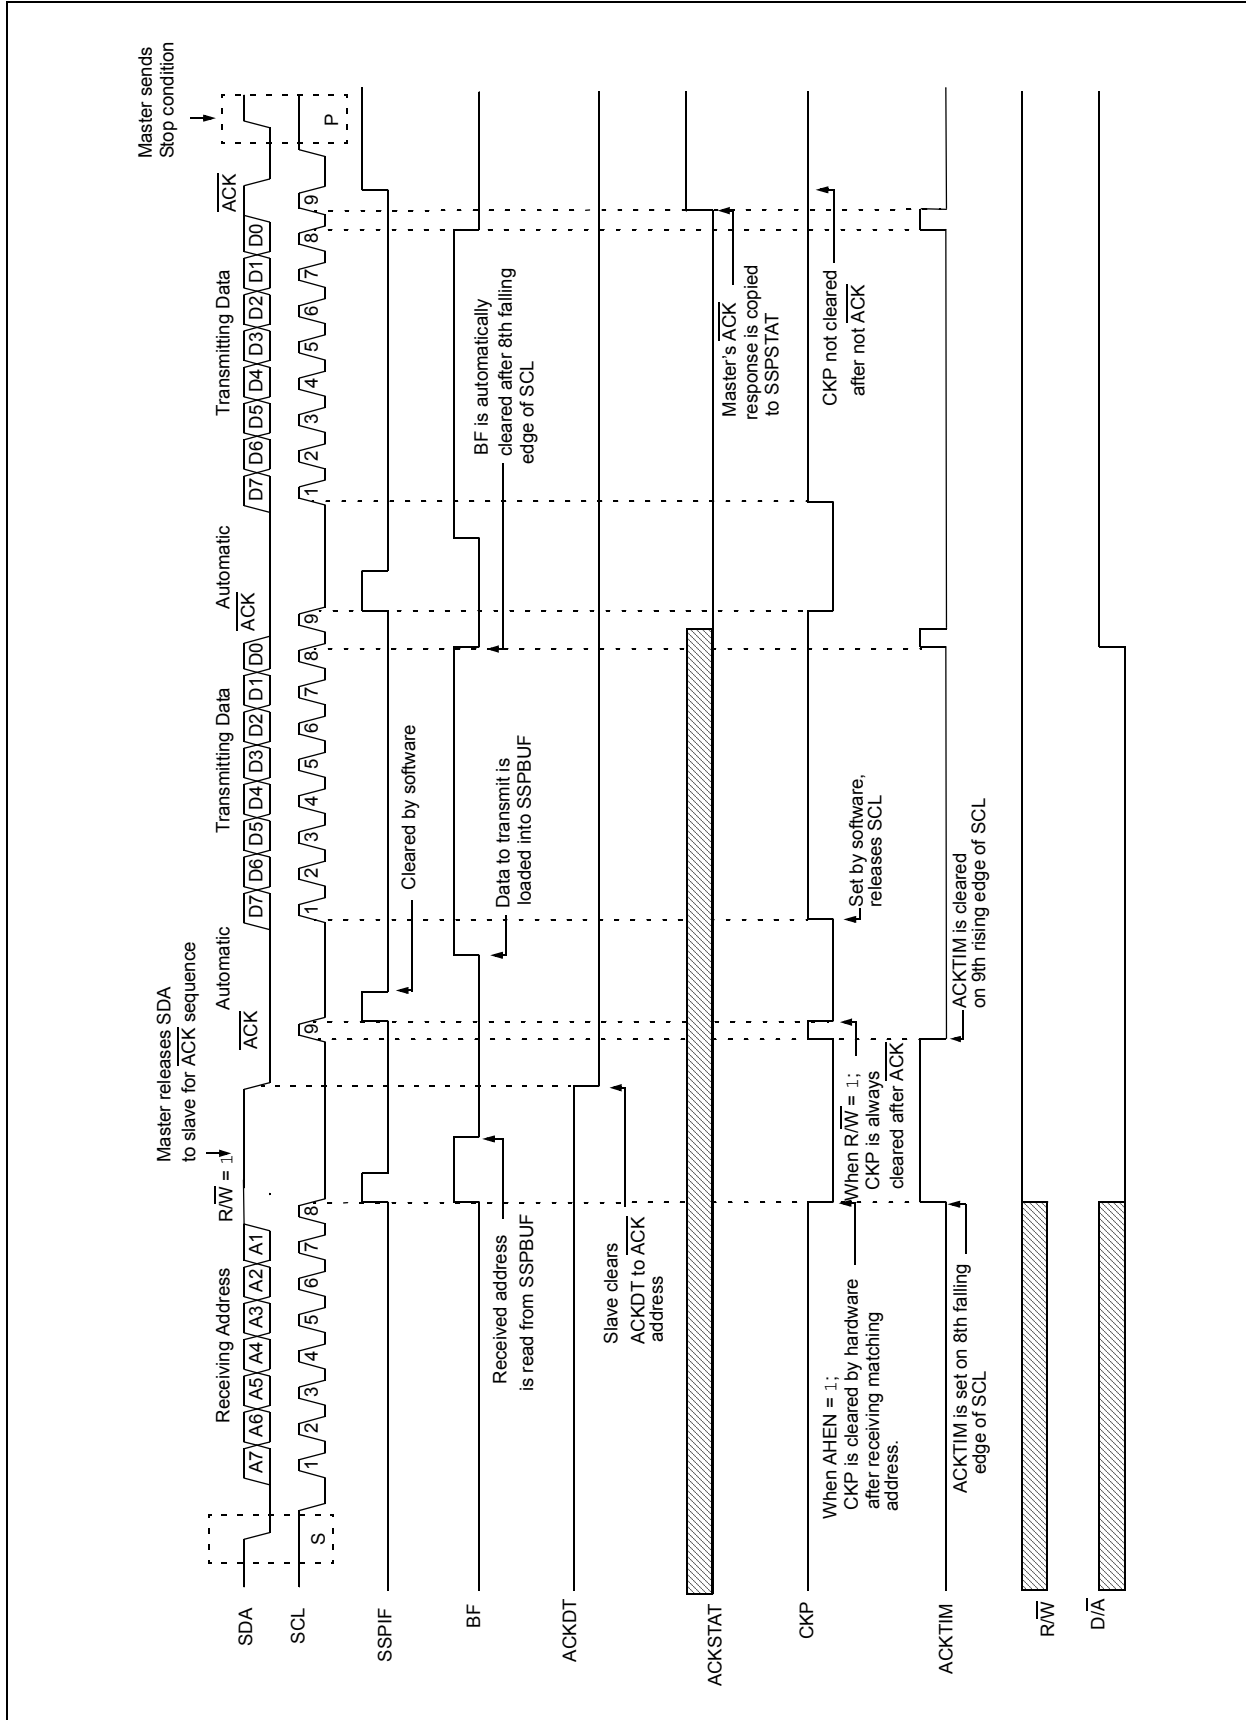 Master releases SDA
to slave for ACK sequence
Master sends
Stop condition
Receiving Address
R/W = 1
ACK
Automatic
Transmitting Data
ACK
Automatic
Transmitting Data
ACK
SDA
A7 A6 A5 A4 A3 A2 A1
D7 D6 D5 D4 D3 D2 D1 D0
D7 D6 D5 D4 D3 D2 D1 D0
SCL
S
1 2 3 4 5 6 7 8 9
1 2 3 4 5 6 7 8 9
1 2 3 4 5 6 7 8 9
P
SSPIF
Cleared by software
BF
Received address
is read from SSPBUF
Data to transmit is
loaded into SSPBUF
BF is automatically
cleared after 8th falling
edge of SCL
ACKDT
Slave clears
ACKDT to ACK
address
ACKSTAT
Master's ACK
response is copied
to SSPSTAT
CKP
When AHEN = 1;
CKP is cleared by hardware
after receiving matching
address.
When R/W = 1;
CKP is always
cleared after ACK
Set by software,
releases SCL
CKP not cleared
after not ACK
ACKTIM
ACKTIM is set on 8th falling
edge of SCL
ACKTIM is cleared
on 9th rising edge of SCL
R/W
D/A